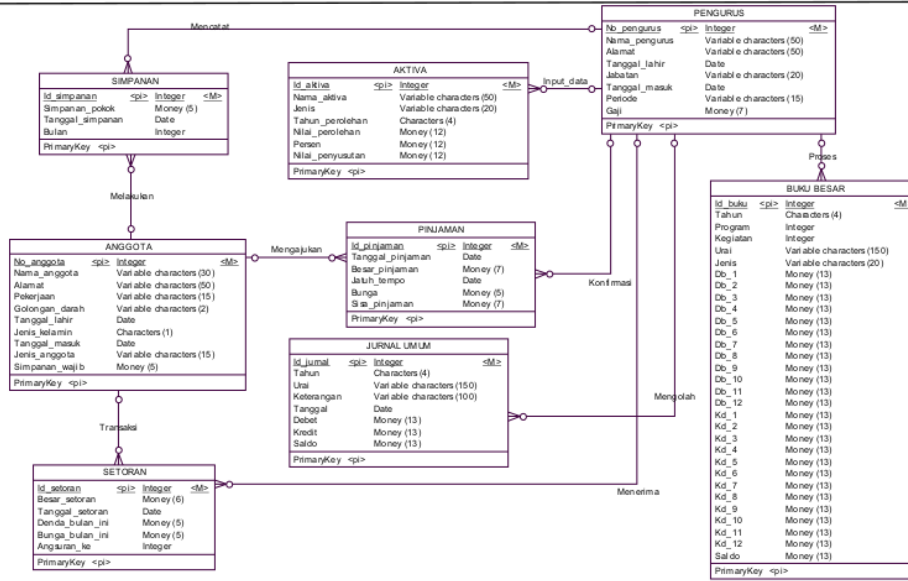 Mencatat
PENGURUS
No_pengurus <pi> Integer <M>
Nama_pengurus Variable characters (50)
Alamat Variable characters (50)
Tanggal_lahir Date
Jabatan Variable characters (20)
Tanggal_masuk Date
Periode Variable characters (15)
Gaji Money (7)
PrimaryKey <pi>
SIMPANAN
Id_simpanan <pi> Integer <M>
Simpanan_pokok Money (5)
Tanggal_simpanan Date
Bulan Integer
PrimaryKey <pi>
AKTIVA
Id_aktiva <pi> Integer <M>
Nama_aktiva Variable characters (50)
Jenis Variable characters (20)
Tahun_perolehan Characters (4)
Nilai_perolehan Money (12)
Persen Money (12)
Nilai_penyusutan Money (12)
PrimaryKey <pi>
Input_data
Proses
Melakukan
BUKU BESAR
Id_buku <pi> Integer <M
Tahun Characters (4)
Program Integer
Kegiatan Integer
Urai Variable characters (150)
Jenis Variable characters (20)
Db_1 Money (13)
Db_2 Money (13)
Db_3 Money (13)
Db_4 Money (13)
Db_5 Money (13)
Db_6 Money (13)
Db_7 Money (13)
Db_8 Money (13)
Db_9 Money (13)
Db_10 Money (13)
Db_11 Money (13)
Db_12 Money (13)
Kd_1 Money (13)
Kd_2 Money (13)
Kd_3 Money (13)
Kd_4 Money (13)
Kd_5 Money (13)
Kd_6 Money (13)
Kd_7 Money (13)
Kd_8 Money (13)
Kd_9 Money (13)
Kd_10 Money (13)
Kd_11 Money (13)
Kd_12 Money (13)
Saldo Money (13)
PrimaryKey <pi>
ANGGOTA
No_anggota <pi> Integer <M>
Nama_anggota Variable characters (30)
Alamat Variable characters (50)
Pekerjaan Variable characters (15)
Golongan_darah Variable characters (2)
Tanggal_lahir Date
Jenis_kelamin Characters (1)
Tanggal_masuk Date
Jenis_anggota Variable characters (15)
Simpanan_wajib Money (5)
PrimaryKey <pi>
Mengajukan
PINJAMAN
Id_pinjaman <pi> Integer <M>
Tanggal_pinjaman Date
Besar_pinjaman Money (7)
Jatuh_tempo Date
Bunga Money (5)
Sisa_pinjaman Money (7)
PrimaryKey <pi>
Konfirmasi
JURNAL UMUM
Id_jurnal <pi> Integer <M>
Tahun Characters (4)
Urai Variable characters (150)
Keterangan Variable characters (100)
Tanggal Date
Debet Money (13)
Kredit Money (13)
Saldo Money (13)
PrimaryKey <pi>
Mengolah
Transaksi
SETORAN
Id_setoran <pi> Integer <M>
Besar_setoran Money (6)
Tanggal_setoran Date
Denda_bulan_ini Money (5)
Bunga_bulan_ini Money (5)
Angsuran_ke Integer
PrimaryKey <pi>
Menerima